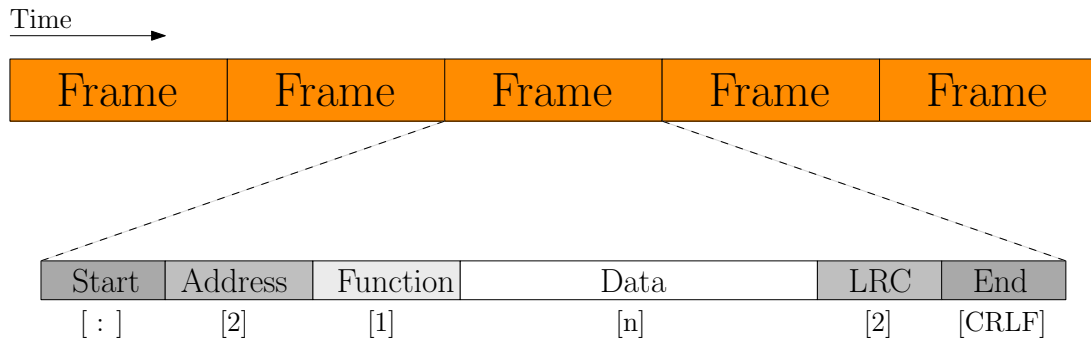 Time
Frame Frame Frame Frame Frame
Start Address Function Data LRC End
[ : ] [2] [1] [n] [2] [CRLF]